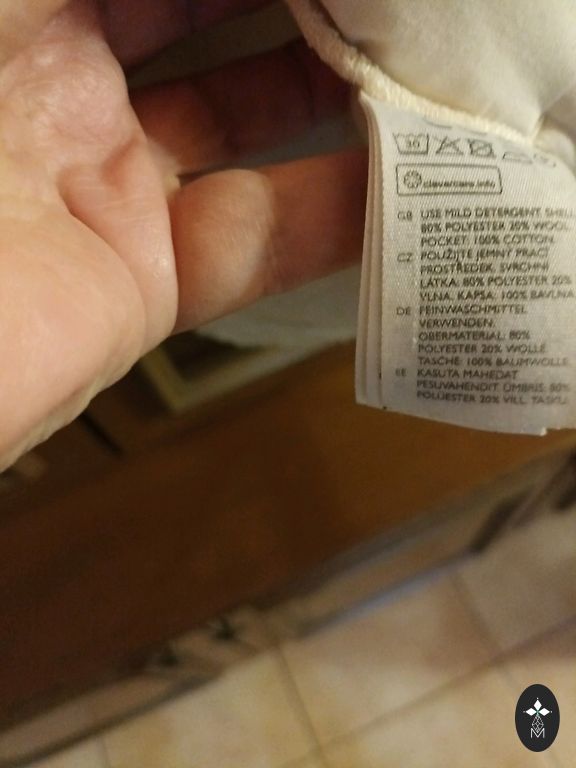 30
clevercare.info
GB USE MILD DETERGENT. SHELL:
80% POLYESTER 20% WOOL.
POCKET: 100% COTTON.
CZ POUŽIJTE JEMNÝ PRACÍ
PROSTŘEDEK. SVRCHNÍ
LÁTKA: 80% POLYESTER 20%
VLNA. KAPSA: 100% BAVLNA.
DE FEINWASCHMITTEL
VERWENDEN.
OBERMATERIAL: 80%
POLYESTER 20% WOLLE.
TASCHE: 100% BAUMWOLLE.
EE KASUTA MAHEDAT
PESUVAHENDIT. ÜMBRIS: 80%
POLÜESTER 20% VILL. TASKU:
M